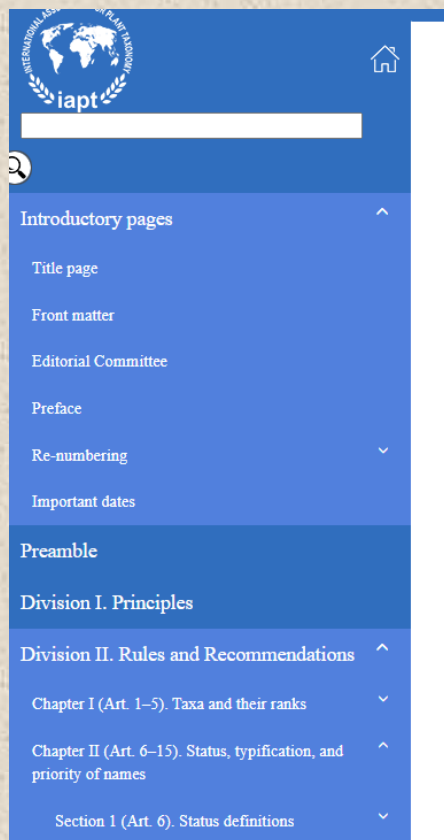 INTERNATIONAL ASSOCIATION FOR PLANT TAXONOMY
iapt
Introductory pages
Title page
Front matter
Editorial Committee
Preface
Re-numbering
Important dates
Preamble
Division I. Principles
Division II. Rules and Recommendations
Chapter I (Art. 1–5). Taxa and their ranks
Chapter II (Art. 6–15). Status, typification, and
priority of names
Section 1 (Art. 6). Status definitions